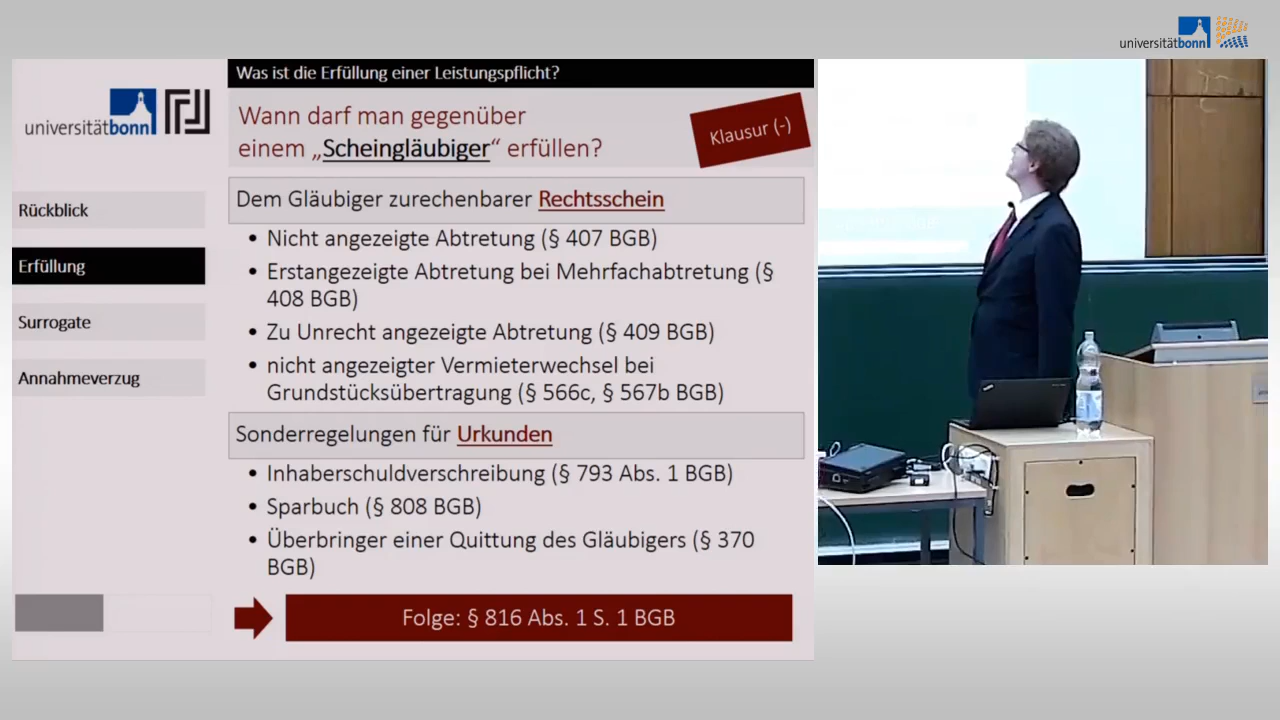 universitätbonn
Was ist die Erfüllung einer Leistungspflicht?
universitätbonn
Wann darf man gegenüber
einem „Scheingläubiger“ erfüllen?
Klausur (-)
Rückblick
Erfüllung
Surrogate
Annahmeverzug
Dem Gläubiger zurechenbarer Rechtsschein
• Nicht angezeigte Abtretung (§ 407 BGB)
• Erstangezeigte Abtretung bei Mehrfachabtretung (§
408 BGB)
• Zu Unrecht angezeigte Abtretung (§ 409 BGB)
• nicht angezeigter Vermieterwechsel bei
Grundstücksübertragung (§ 566c, § 567b BGB)
Sonderregelungen für Urkunden
• Inhaberschuldverschreibung (§ 793 Abs. 1 BGB)
• Sparbuch (§ 808 BGB)
• Überbringer einer Quittung des Gläubigers (§ 370
BGB)
Folge: § 816 Abs. 1 S. 1 BGB